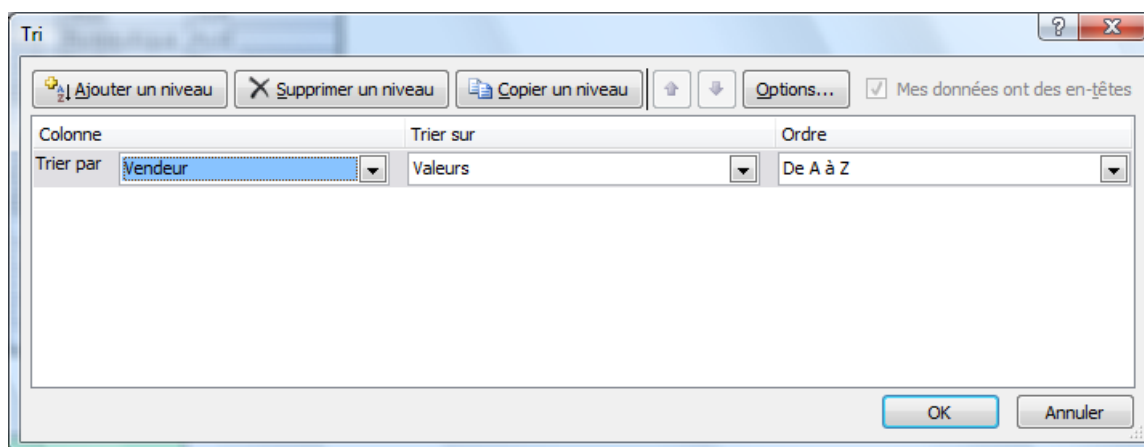 Tri
Ajouter un niveau Supprimer un niveau Copier un niveau Options... Mes données ont des en-têtes
Colonne Trier sur Ordre
Trier par Vendeur Valeurs De A à Z
OK Annuler